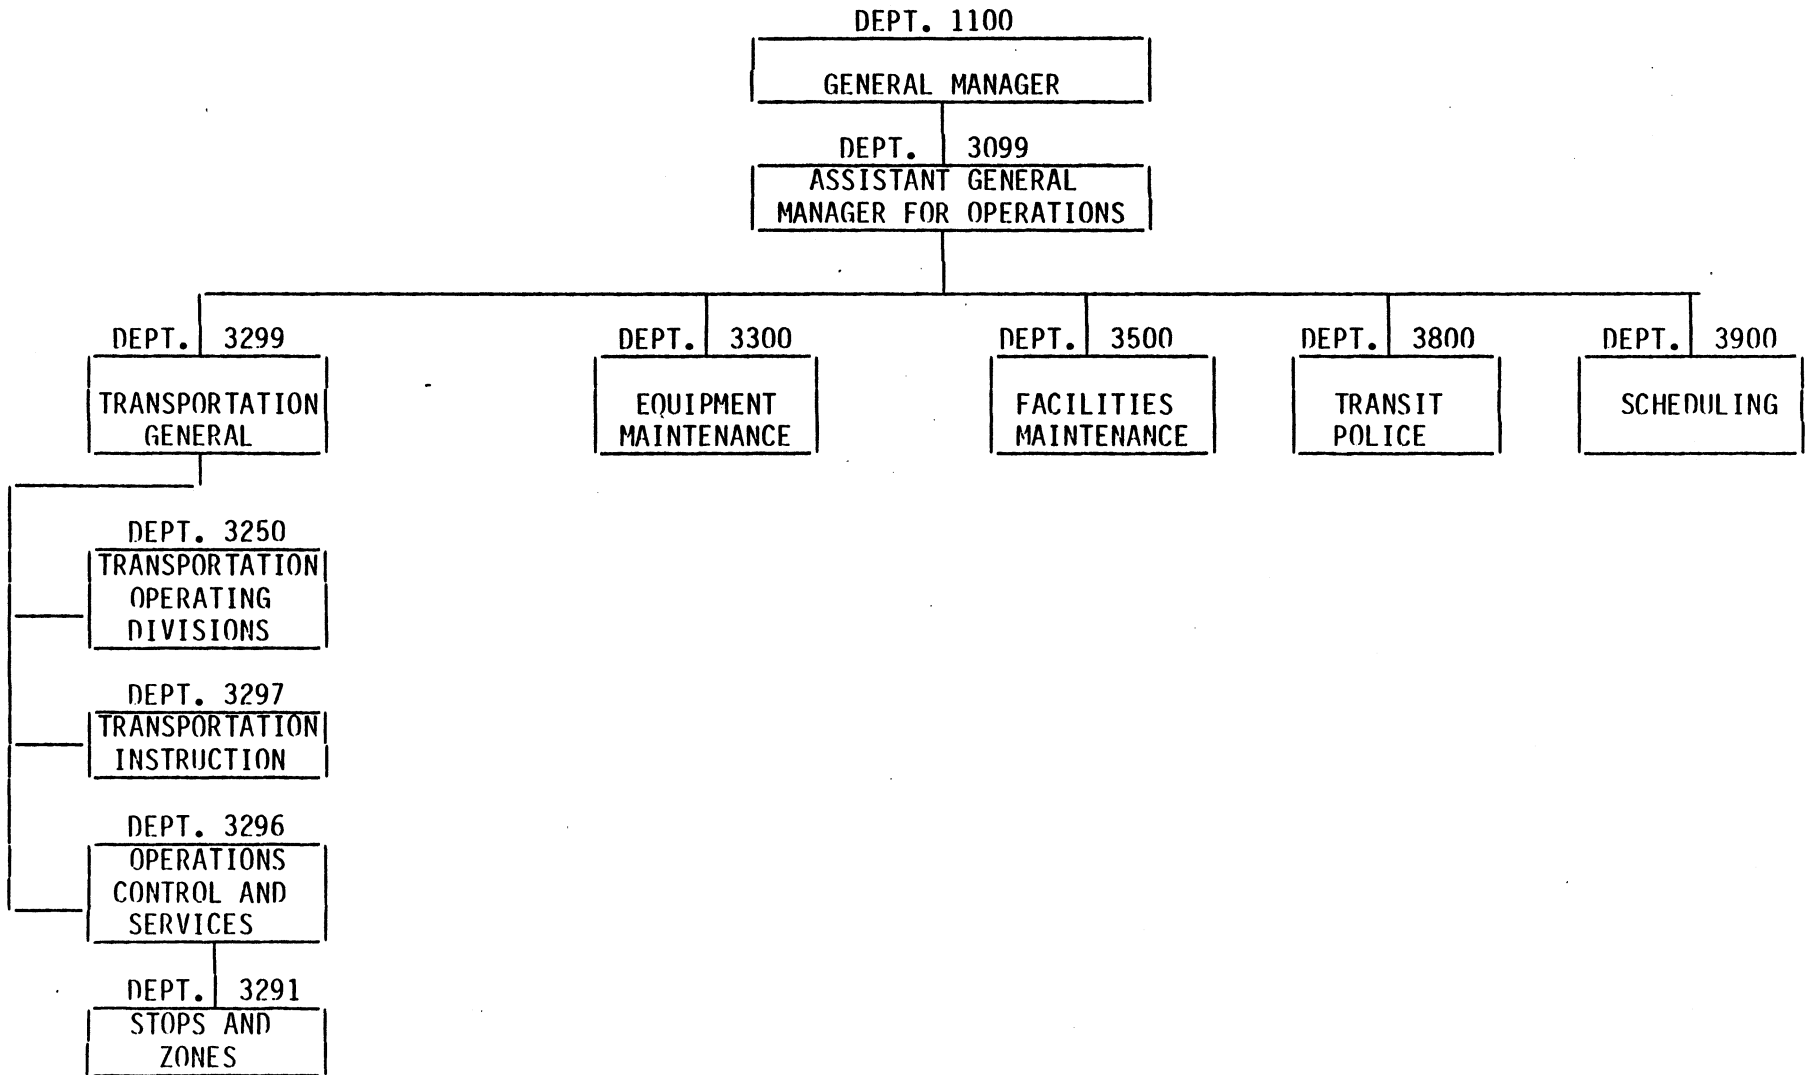 DEPT. 1100
GENERAL MANAGER
DEPT. 3099
ASSISTANT GENERAL
MANAGER FOR OPERATIONS
DEPT. 3299
TRANSPORTATION
GENERAL
DEPT. 3300
EQUIPMENT
MAINTENANCE
DEPT. 3500
FACILITIES
MAINTENANCE
DEPT. 3800
TRANSIT
POLICE
DEPT. 3900
SCHEDULING
DEPT. 3250
TRANSPORTATION
OPERATING
DIVISIONS
DEPT. 3297
TRANSPORTATION
INSTRUCTION
DEPT. 3296
OPERATIONS
CONTROL AND
SERVICES
DEPT. 3291
STOPS AND
ZONES